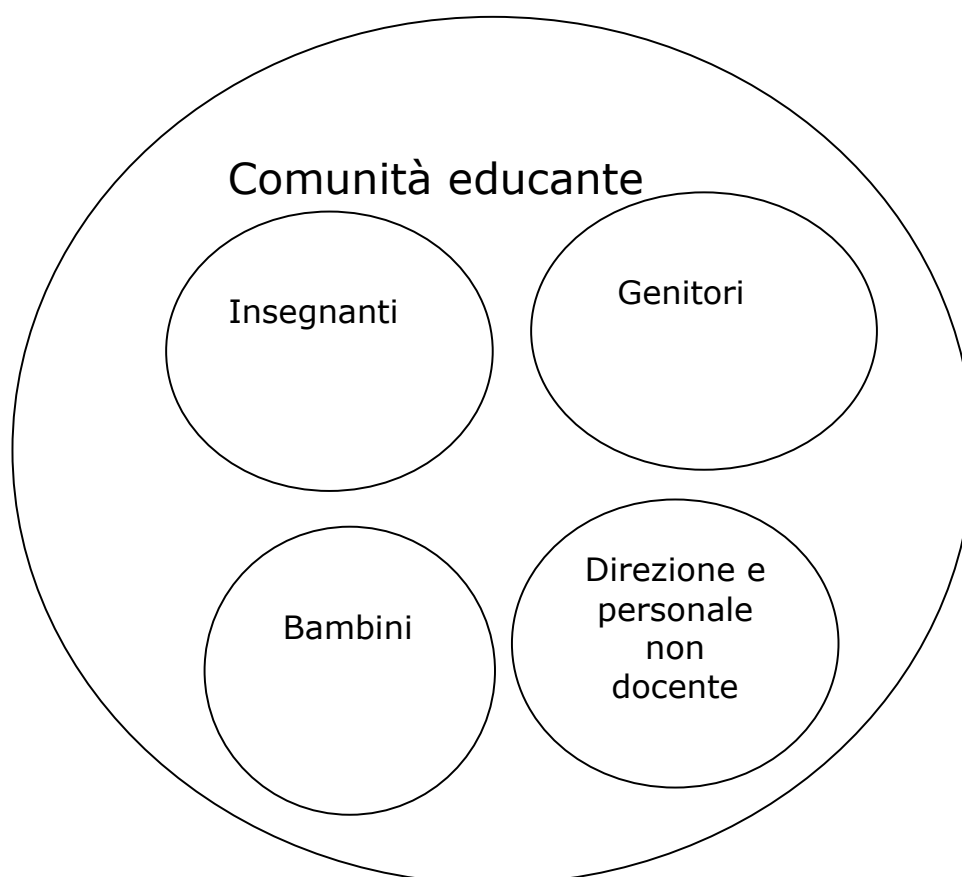 Comunità educante
Insegnanti
Genitori
Bambini
Direzione e
personale
non
docente